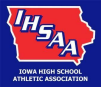 IHSAA
IOWA HIGH SCHOOL
ATHLETIC ASSOCIATION